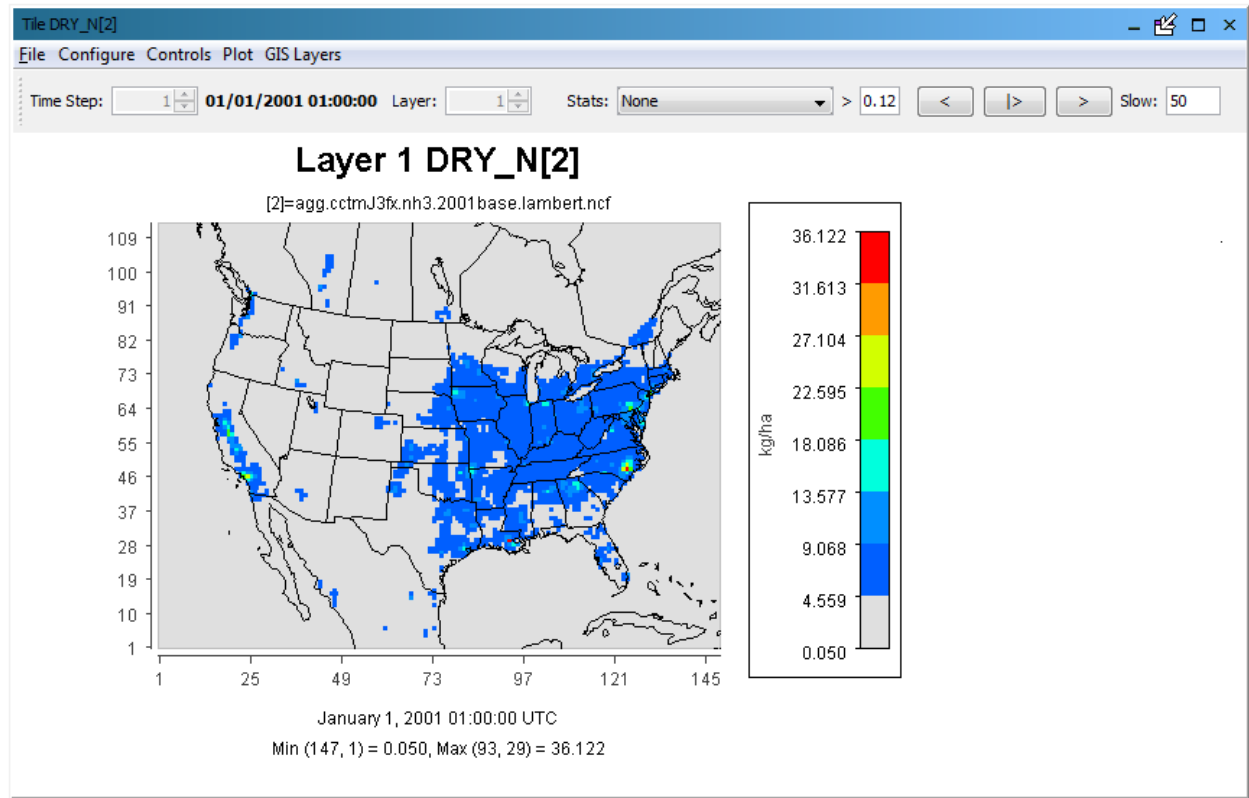 Tile DRY_N[2]
File Configure Controls Plot GIS Layers
Time Step: 1 01/01/2001 01:00:00 Layer: 1 Stats: None > 0.12 < |> > Slow: 50
Layer 1 DRY_N[2]
[2]=agg.cctmJ3fx.nh3.2001base.lambert.ncf
109
100
91
82
73
64
55
46
37
28
19
10
1
1 25 49 73 97 121 145
January 1, 2001 01:00:00 UTC
Min (147, 1) = 0.050, Max (93, 29) = 36.122
kg/ha
36.122
31.613
27.104
22.595
18.086
13.577
9.068
4.559
0.050